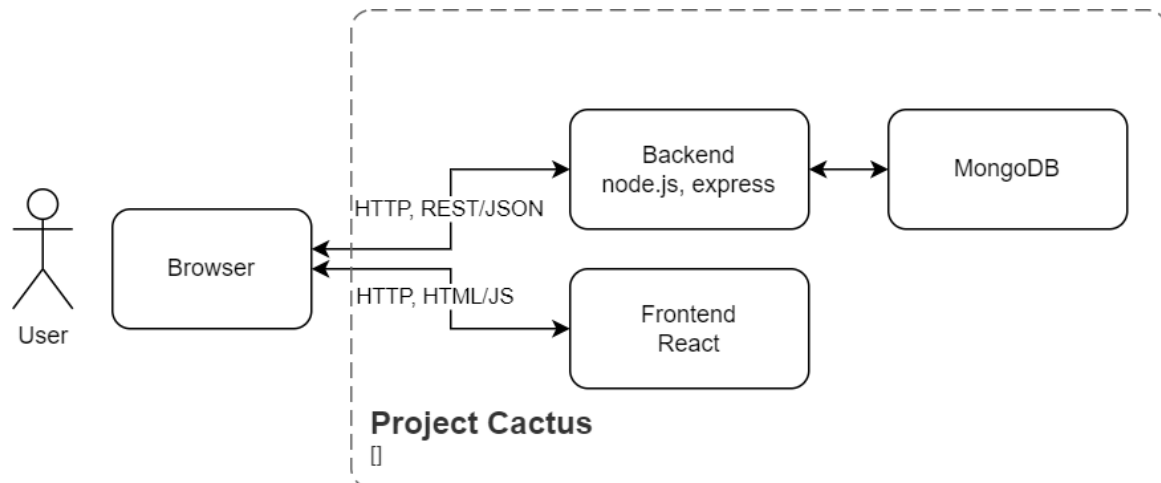 Backend
node.js, express
MongoDB
HTTP, REST/JSON
Browser
HTTP, HTML/JS
User
Frontend
React
Project Cactus
[]